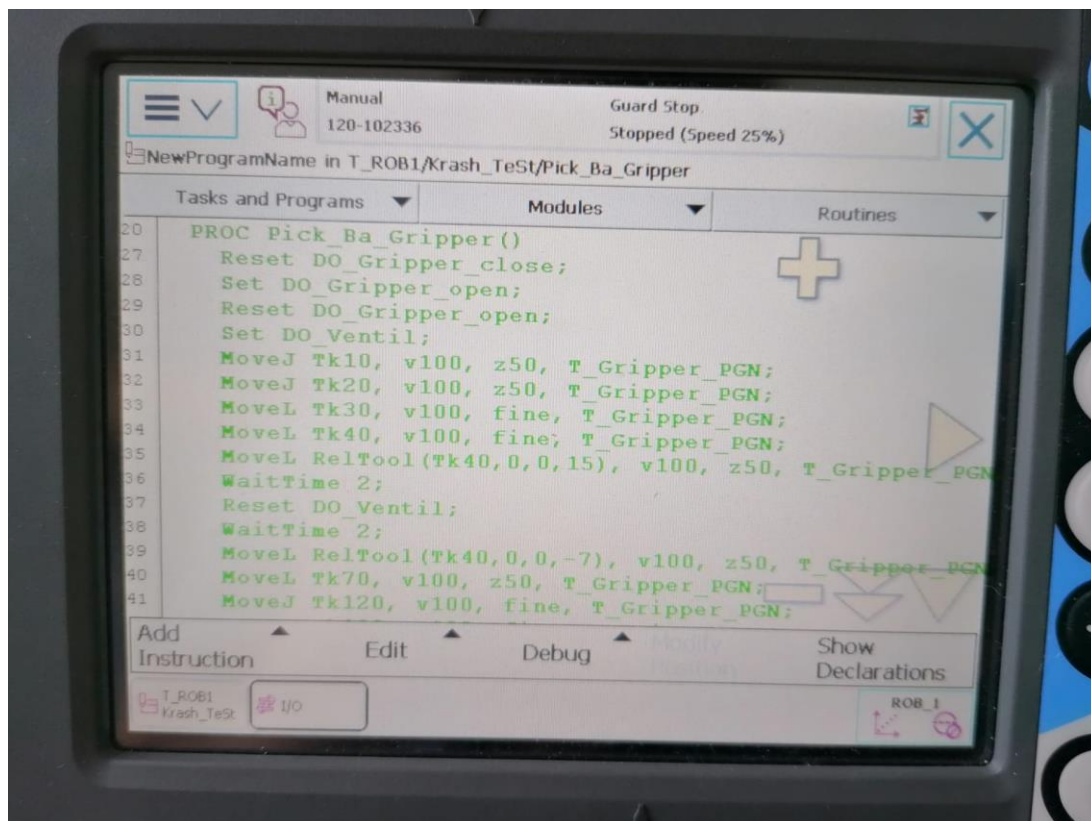 Manual
120-102336
Guard Stop
Stopped (Speed 25%)
NewProgramName in T_ROB1/Krash_TeSt/Pick_Ba_Gripper
Tasks and Programs
Modules
Routines
20 PROC Pick_Ba_Gripper()
27 Reset DO_Gripper_close;
28 Set DO_Gripper_open;
29 Reset DO_Gripper_open;
30 Set DO_Ventil;
31 MoveJ Tk10, v100, z50, T_Gripper_PGN;
32 MoveJ Tk20, v100, z50, T_Gripper_PGN;
33 MoveL Tk30, v100, fine, T_Gripper_PGN;
34 MoveL Tk40, v100, fine, T_Gripper_PGN;
35 MoveL RelTool(Tk40,0,0,15), v100, z50, T_Gripper_PGN
36 WaitTime 2;
37 Reset DO_Ventil;
38 WaitTime 2;
39 MoveL RelTool(Tk40,0,0,-7), v100, z50, T_Gripper_PGN
40 MoveL Tk70, v100, z50, T_Gripper_PGN;
41 MoveJ Tk120, v100, fine, T_Gripper_PGN;
Add
Instruction
Edit
Debug
Modify
Position
Show
Declarations
T_ROB1
Krash_TeSt
I/O
ROB_1